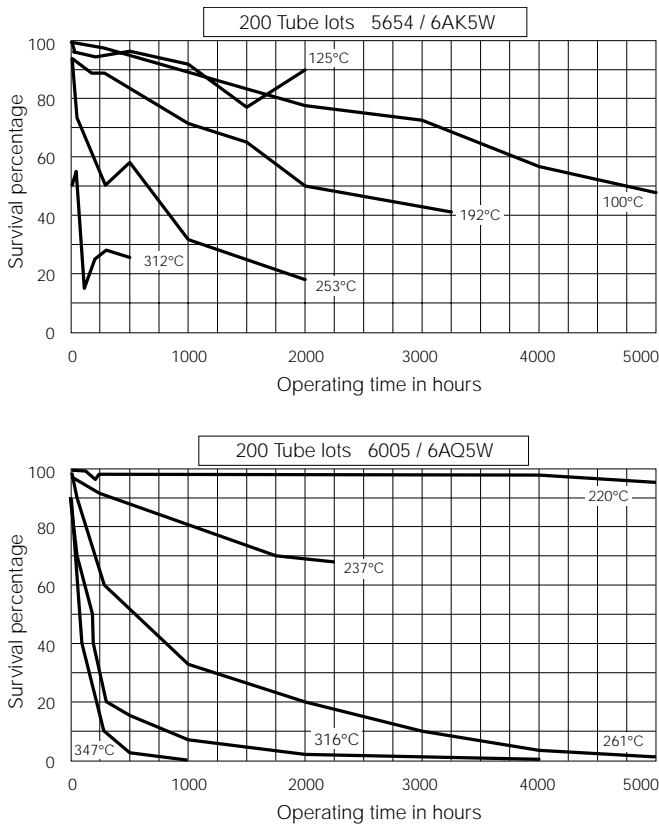 200 Tube lots 5654 / 6AK5W
Survival percentage
100
80
60
40
20
0
125°C
100°C
192°C
312°C
253°C
0 1000 2000 3000 4000 5000
Operating time in hours
200 Tube lots 6005 / 6AQ5W
Survival percentage
100
80
60
40
20
0
220°C
237°C
316°C
261°C
347°C
0 1000 2000 3000 4000 5000
Operating time in hours